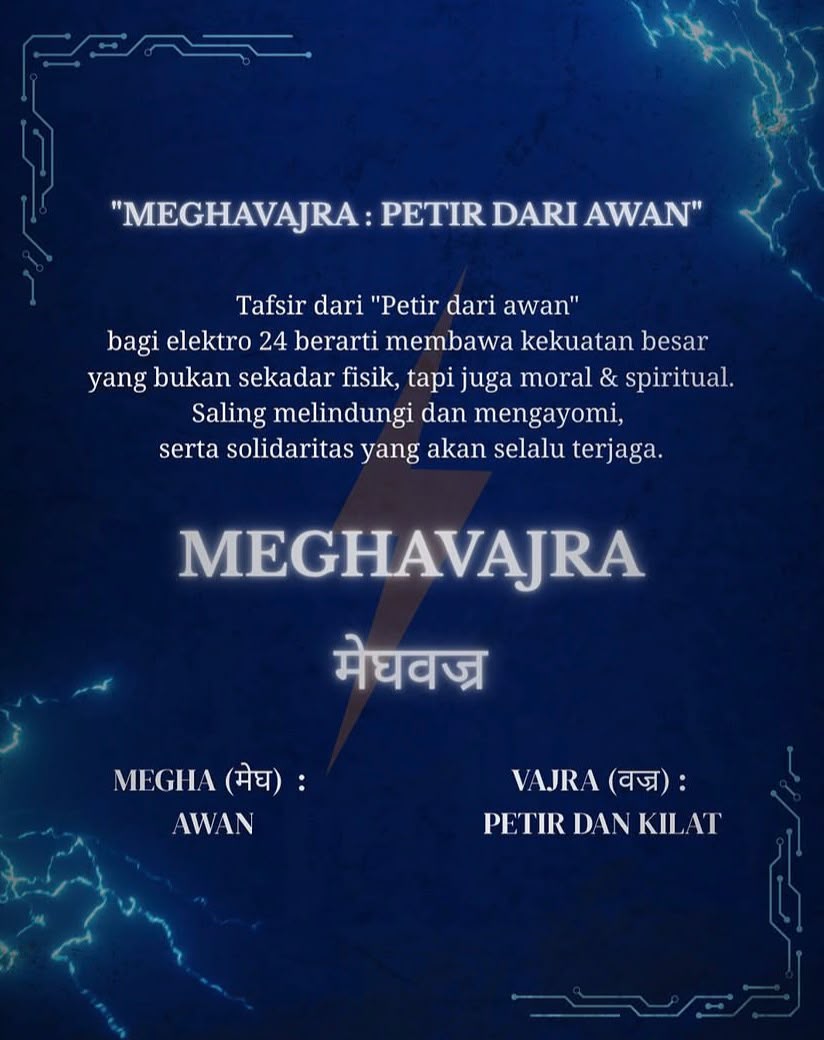 "MEGHAVAJRA : PETIR DARI AWAN"
Tafsir dari "Petir dari awan"
bagi elektro 24 berarti membawa kekuatan besar
yang bukan sekadar fisik, tapi juga moral & spiritual.
Saling melindungi dan mengayomi,
serta solidaritas yang akan selalu terjaga.
MEGHAVAJRA
मेघवज्र
MEGHA (मेघ) :
AWAN
VAJRA (वज्र) :
PETIR DAN KILAT